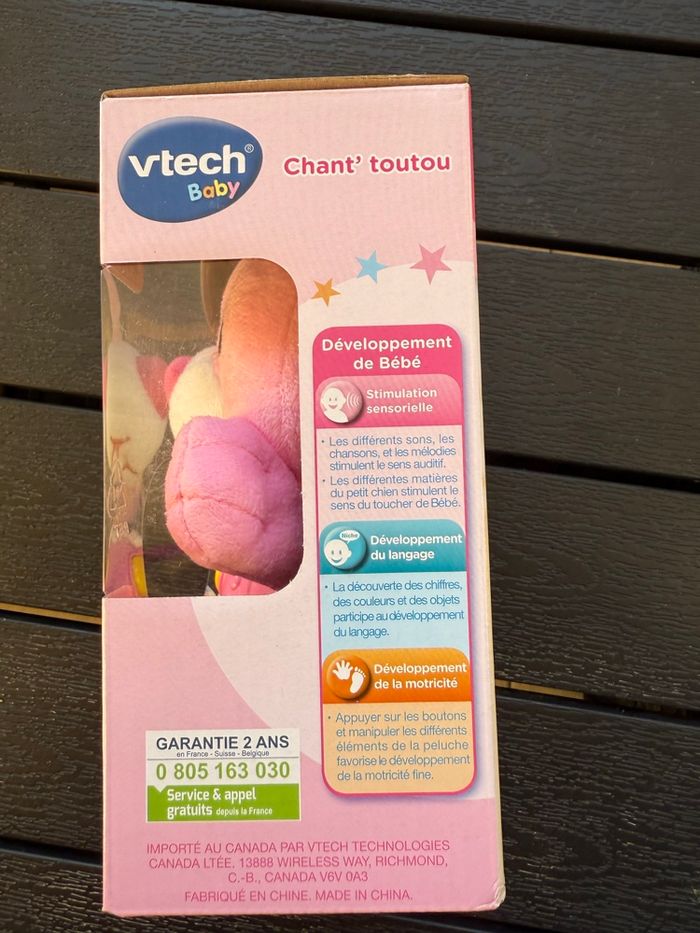 vtech®
Baby
Chant' toutou
Développement
de Bébé
Stimulation
sensorielle
• Les différents sons, les
chansons, et les mélodies
stimulent le sens auditif.
• Les différentes matières
du petit chien stimulent le
sens du toucher de Bébé.
Niche
Développement
du langage
• La découverte des chiffres,
des couleurs et des objets
participe au développement
du langage.
Développement
de la motricité
• Appuyer sur les boutons
et manipuler les différents
éléments de la peluche
favorise le développement
de la motricité fine.
GARANTIE 2 ANS
en France - Suisse - Belgique
0 805 163 030
Service & appel
gratuits depuis la France
IMPORTÉ AU CANADA PAR VTECH TECHNOLOGIES
CANADA LTÉE. 13888 WIRELESS WAY, RICHMOND,
C.-B., CANADA V6V 0A3
FABRIQUÉ EN CHINE. MADE IN CHINA.